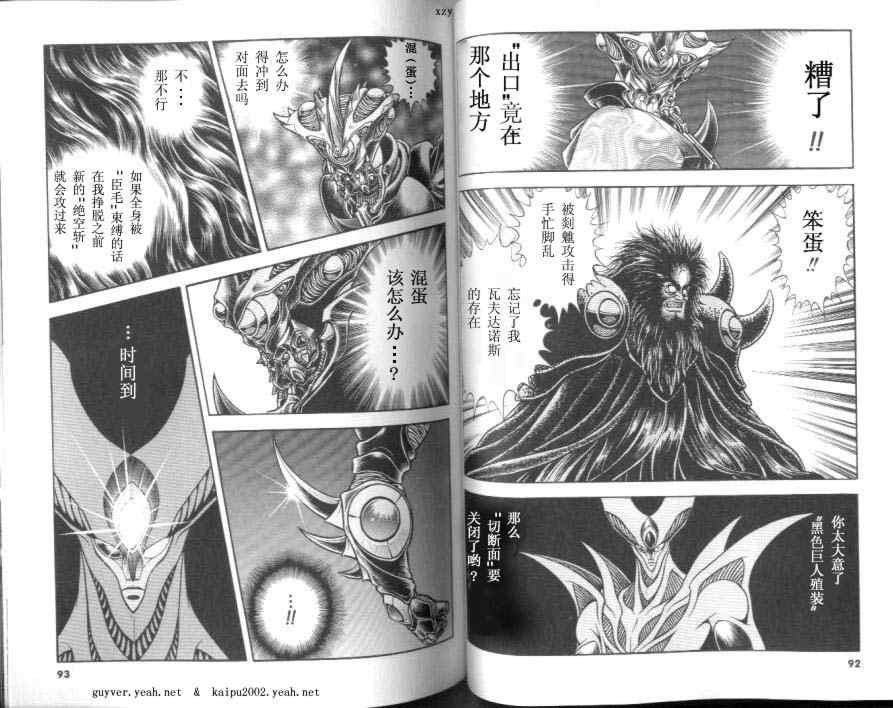 xzy
糟了!!
"出口"竟在
那个地方
笨蛋!!
被剡魋攻击得
手忙脚乱
忘记了我
瓦夫达诺斯
的存在
你太大意了
"黑色巨人殖装"
那么
"切断面"要
关闭了哟?
92
混(蛋)…
怎么办
得冲到
对面去吗
不…
那不行
如果全身被
"臣毛"束缚的话
在我挣脱之前
新的"绝空斩"
就会攻过来
混蛋
该怎么办…?
…!!
…时间到
93
guyver.yeah.net & kaipu2002.yeah.net